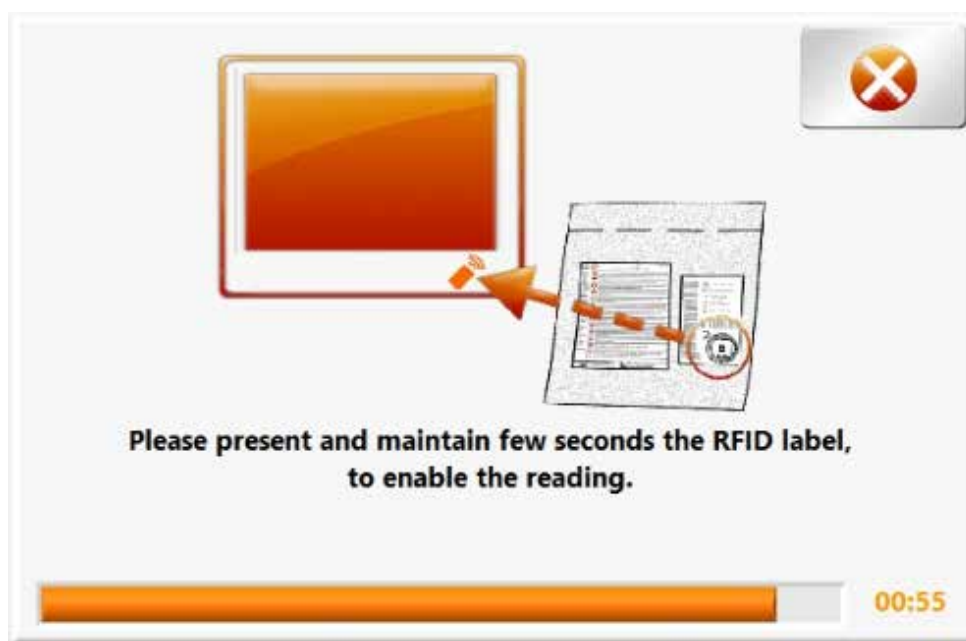 Please present and maintain few seconds the RFID label,
to enable the reading.
00:55